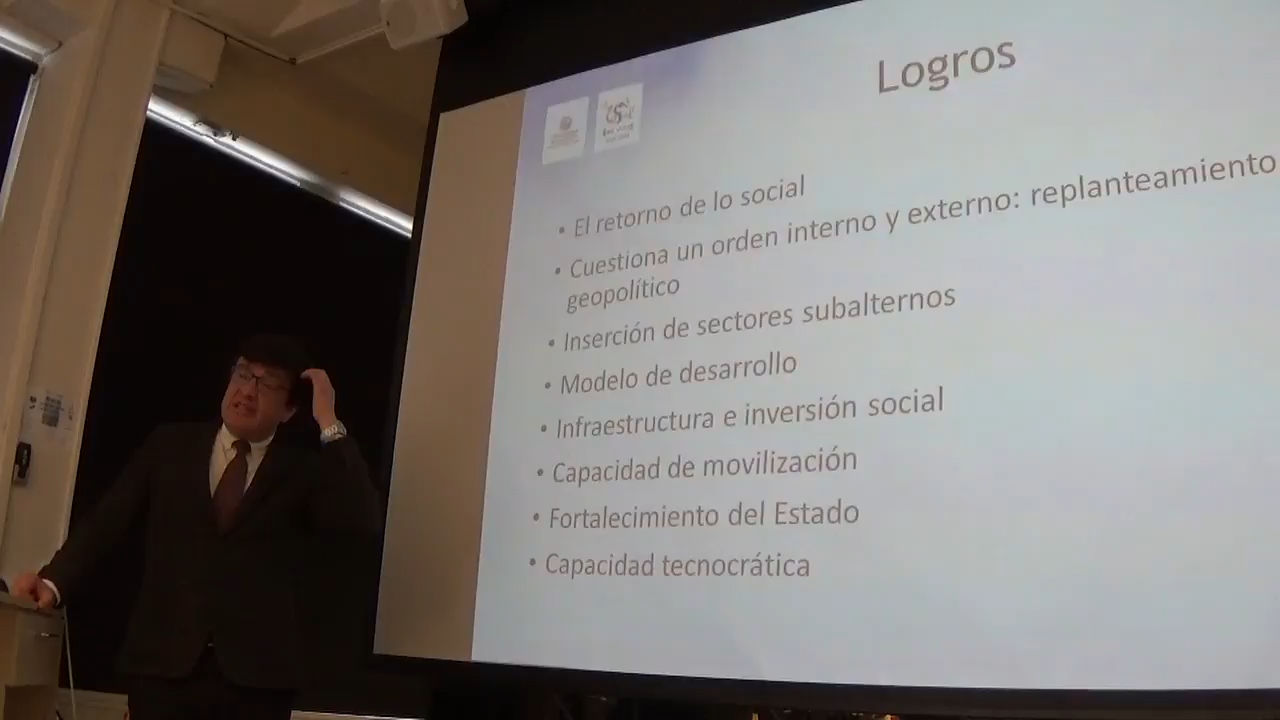 Logros
• El retorno de lo social
• Cuestiona un orden interno y externo: replanteamiento
geopolítico
• Inserción de sectores subalternos
• Modelo de desarrollo
• Infraestructura e inversión social
• Capacidad de movilización
• Fortalecimiento del Estado
• Capacidad tecnocrática